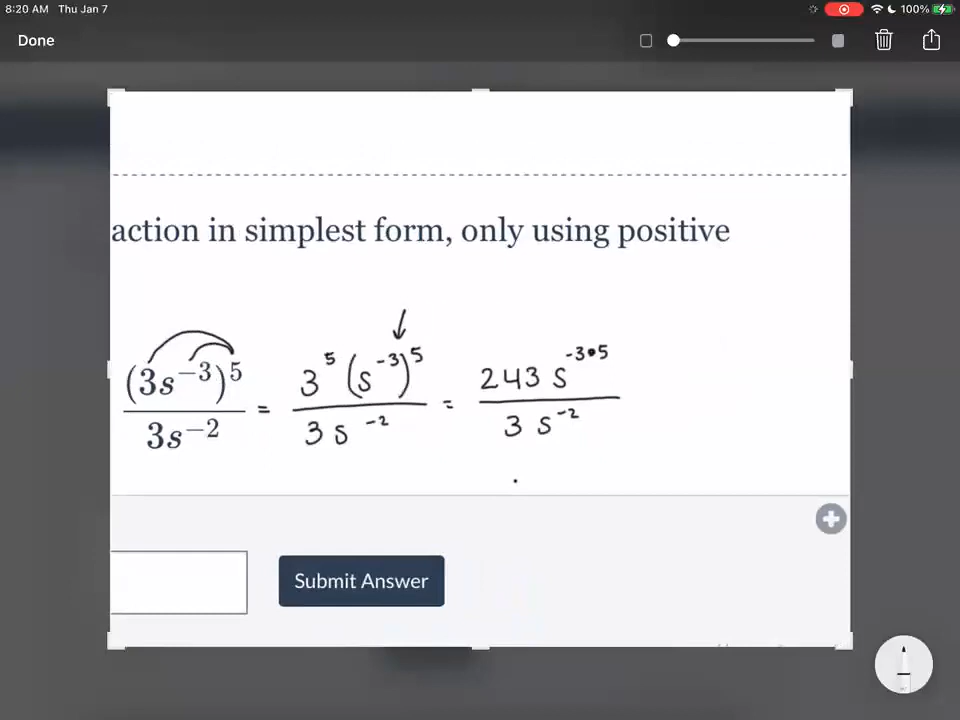 8:20 AM Thu Jan 7 100%
Done
action in simplest form, only using positive
(3s^{-3})^5 / 3s^{-2} = 3^5 (s^{-3})^5 / 3s^{-2} = 243 s^{-3•5} / 3 s^{-2}
Submit Answer